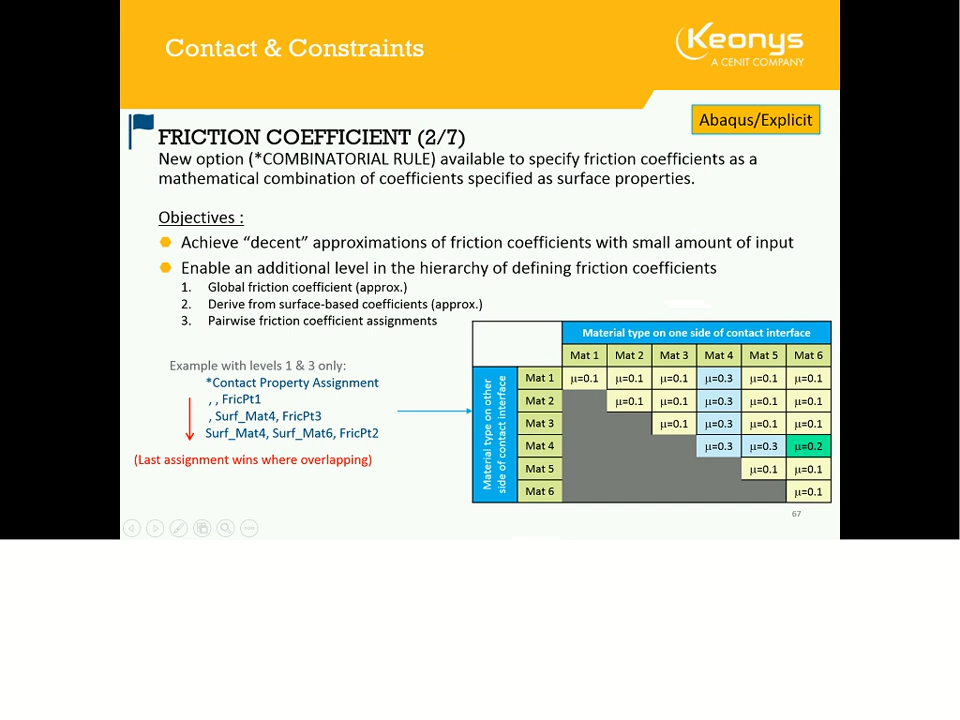 Contact & Constraints
Keonys
A CENIT COMPANY
Abaqus/Explicit
FRICTION COEFFICIENT (2/7)
New option (*COMBINATORIAL RULE) available to specify friction coefficients as a
mathematical combination of coefficients specified as surface properties.
Objectives :
Achieve “decent” approximations of friction coefficients with small amount of input
Enable an additional level in the hierarchy of defining friction coefficients
1. Global friction coefficient (approx.)
2. Derive from surface-based coefficients (approx.)
3. Pairwise friction coefficient assignments
Example with levels 1 & 3 only:
*Contact Property Assignment
, , FricPt1
, Surf_Mat4, FricPt3
Surf_Mat4, Surf_Mat6, FricPt2
(Last assignment wins where overlapping)
Material type on one side of contact interface
Mat 1 Mat 2 Mat 3 Mat 4 Mat 5 Mat 6
Material type on other
side of contact interface
Mat 1 μ=0.1 μ=0.1 μ=0.1 μ=0.3 μ=0.1 μ=0.1
Mat 2 μ=0.1 μ=0.1 μ=0.3 μ=0.1 μ=0.1
Mat 3 μ=0.1 μ=0.3 μ=0.1 μ=0.1
Mat 4 μ=0.3 μ=0.3 μ=0.2
Mat 5 μ=0.1 μ=0.1
Mat 6 μ=0.1
67